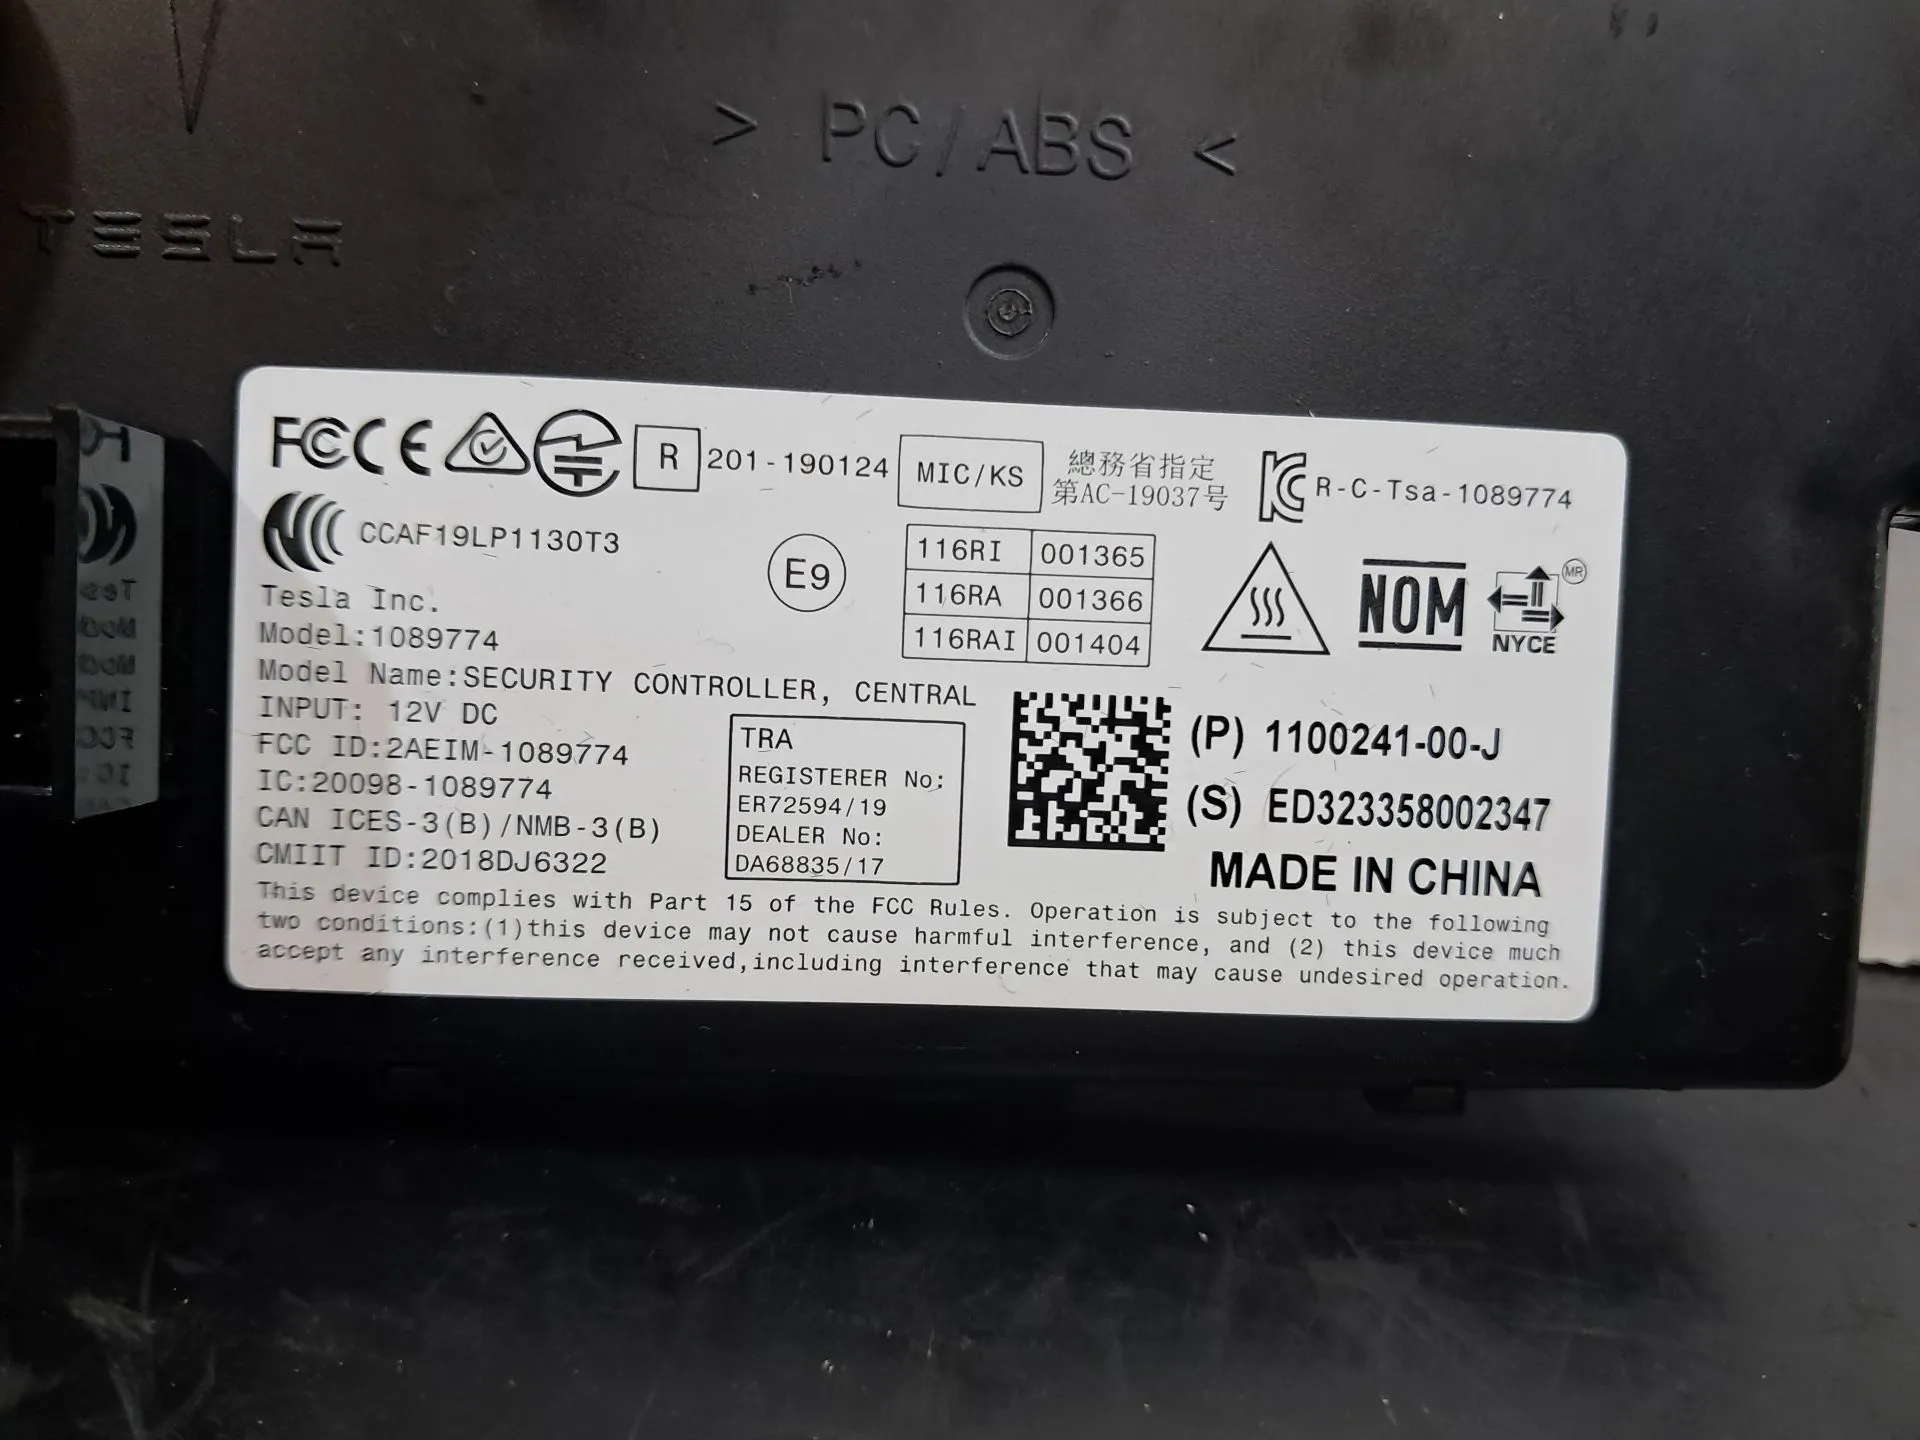 > PC/ABS <
TESLA
FC CE R 201-190124 MIC/KS 總務省指定 第AC-19037号 R-C-Tsa-1089774
CCAF19LP1130T3
E9
116RI 001365
116RA 001366
116RAI 001404
NOM
MR
NYCE
Tesla Inc.
Model:1089774
Model Name:SECURITY CONTROLLER, CENTRAL
INPUT: 12V DC
FCC ID:2AEIM-1089774
IC:20098-1089774
CAN ICES-3(B)/NMB-3(B)
CMIIT ID:2018DJ6322
TRA
REGISTERER No:
ER72594/19
DEALER No:
DA68835/17
(P) 1100241-00-J
(S) ED323358002347
MADE IN CHINA
This device complies with Part 15 of the FCC Rules. Operation is subject to the following
two conditions:(1)this device may not cause harmful interference, and (2) this device much
accept any interference received,including interference that may cause undesired operation.